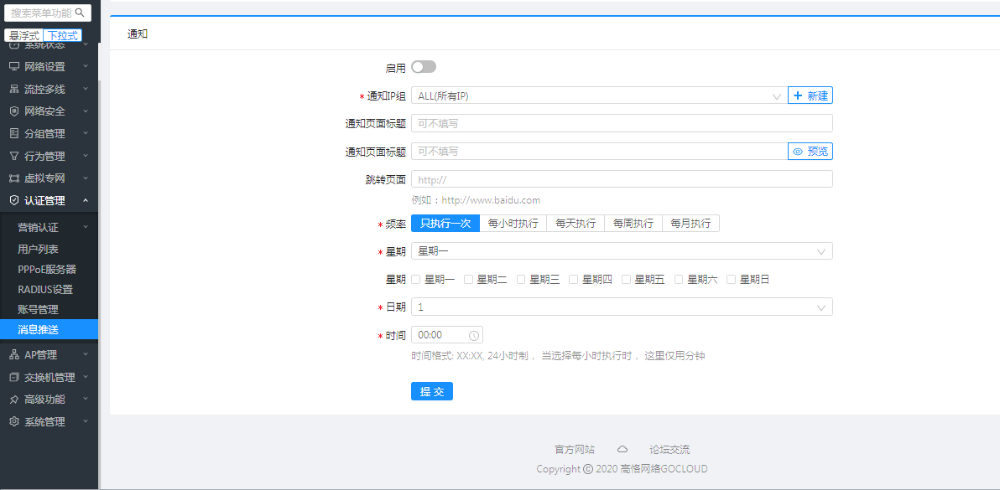 搜索菜单功能
悬浮式 下拉式
系统状态
网络设置
流控多线
网络安全
分组管理
行为管理
虚拟专网
认证管理
营销认证
用户列表
PPPoE服务器
RADIUS设置
账号管理
消息推送
AP管理
交换机管理
高级功能
系统管理
通知
启用
* 通知IP组 ALL(所有IP) + 新建
通知页面标题 可不填写
通知页面标题 可不填写 预览
跳转页面 http://
例如：http://www.baidu.com
* 频率 只执行一次 每小时执行 每天执行 每周执行 每月执行
* 星期 星期一
星期 星期一 星期二 星期三 星期四 星期五 星期六 星期日
* 日期 1
* 时间 00:00
时间格式: XX:XX, 24小时制， 当选择每小时执行时， 这里仅用分钟
提 交
官方网站 论坛交流
Copyright © 2020 高恪网络GOCLOUD